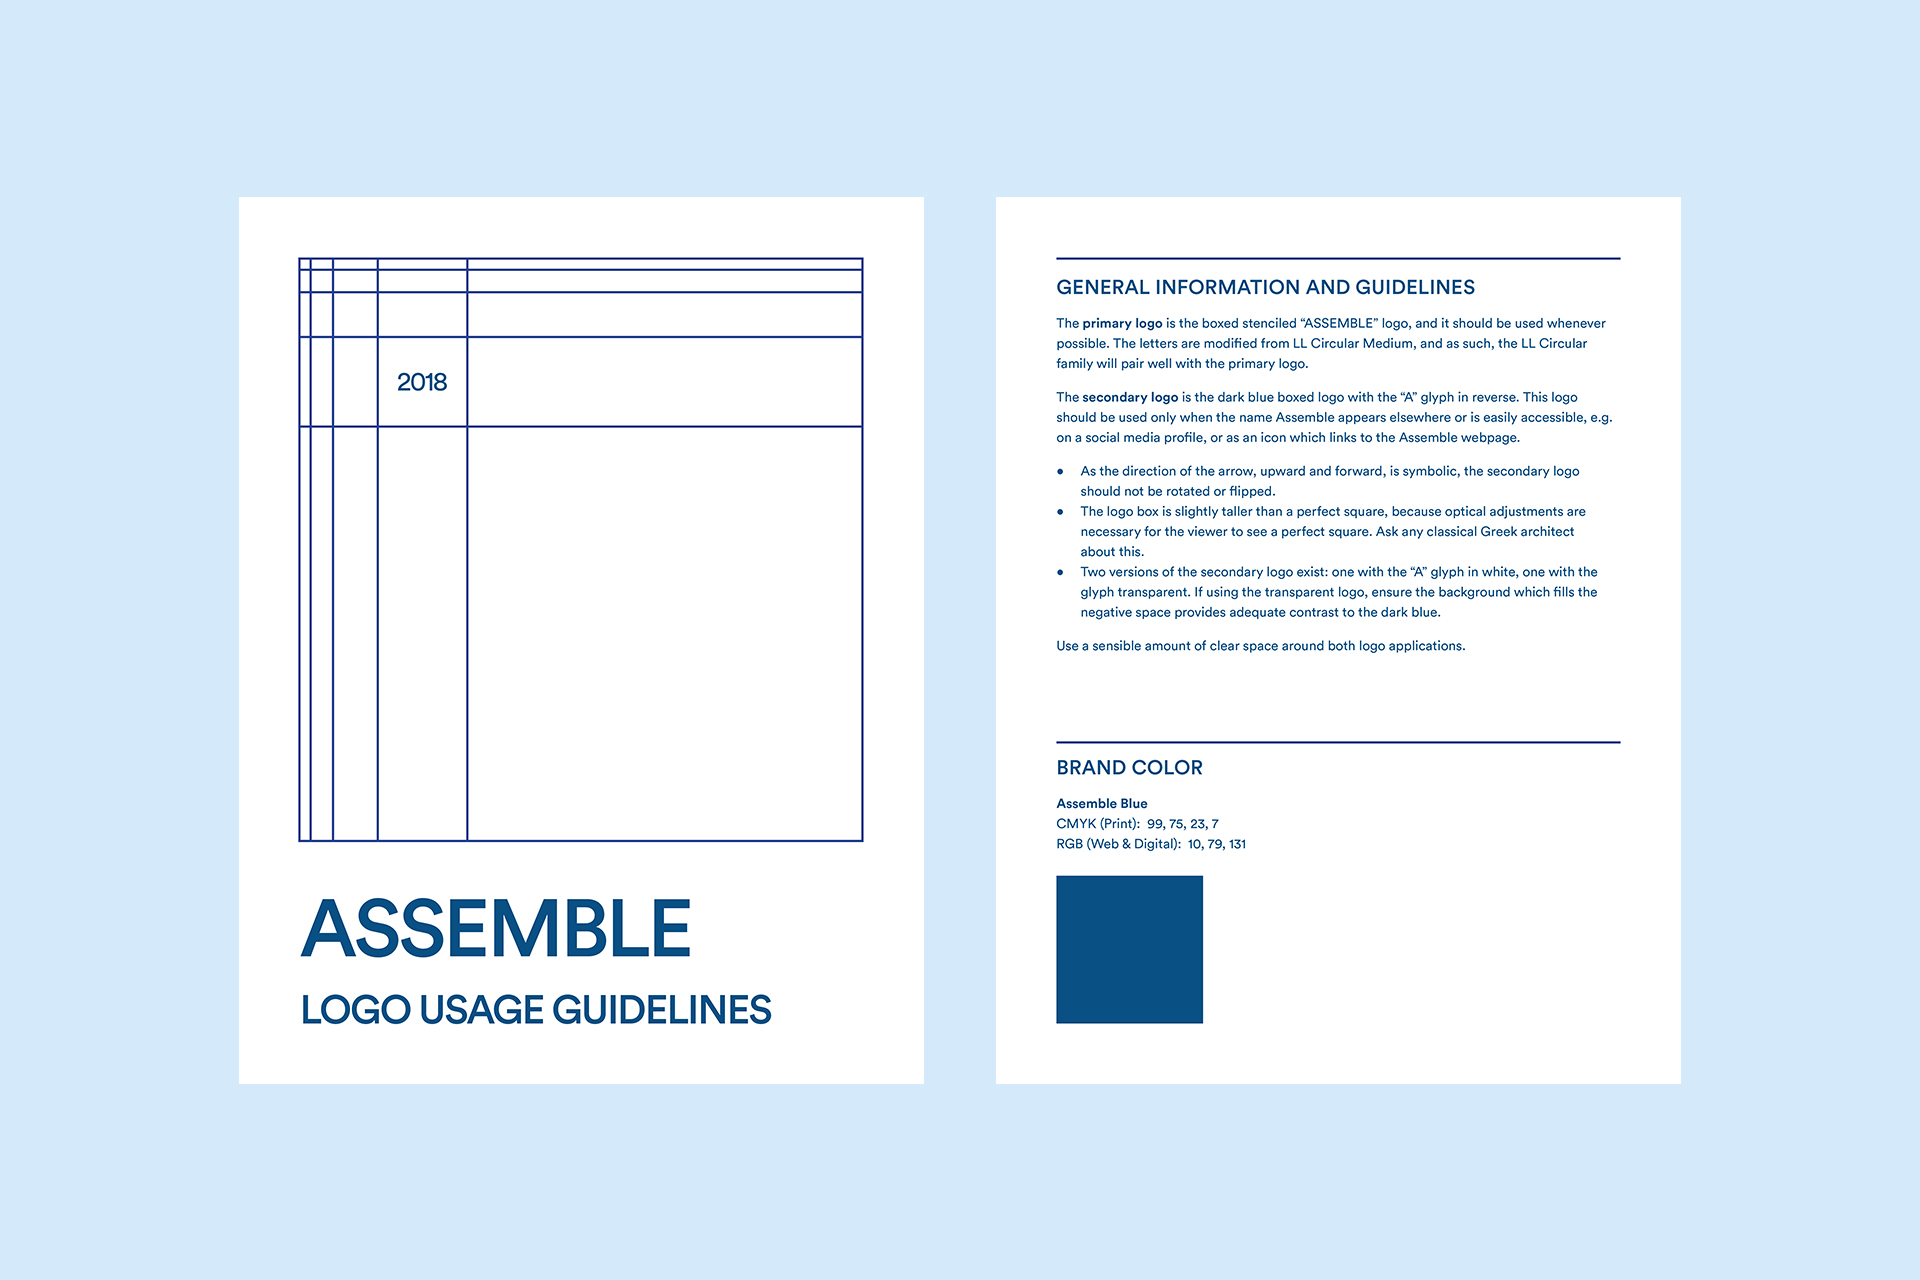 2018
ASSEMBLE
LOGO USAGE GUIDELINES
GENERAL INFORMATION AND GUIDELINES
The primary logo is the boxed stenciled “ASSEMBLE” logo, and it should be used whenever
possible. The letters are modified from LL Circular Medium, and as such, the LL Circular
family will pair well with the primary logo.
The secondary logo is the dark blue boxed logo with the “A” glyph in reverse. This logo
should be used only when the name Assemble appears elsewhere or is easily accessible, e.g.
on a social media profile, or as an icon which links to the Assemble webpage.
● As the direction of the arrow, upward and forward, is symbolic, the secondary logo
should not be rotated or flipped.
● The logo box is slightly taller than a perfect square, because optical adjustments are
necessary for the viewer to see a perfect square. Ask any classical Greek architect
about this.
● Two versions of the secondary logo exist: one with the “A” glyph in white, one with the
glyph transparent. If using the transparent logo, ensure the background which fills the
negative space provides adequate contrast to the dark blue.
Use a sensible amount of clear space around both logo applications.
BRAND COLOR
Assemble Blue
CMYK (Print): 99, 75, 23, 7
RGB (Web & Digital): 10, 79, 131